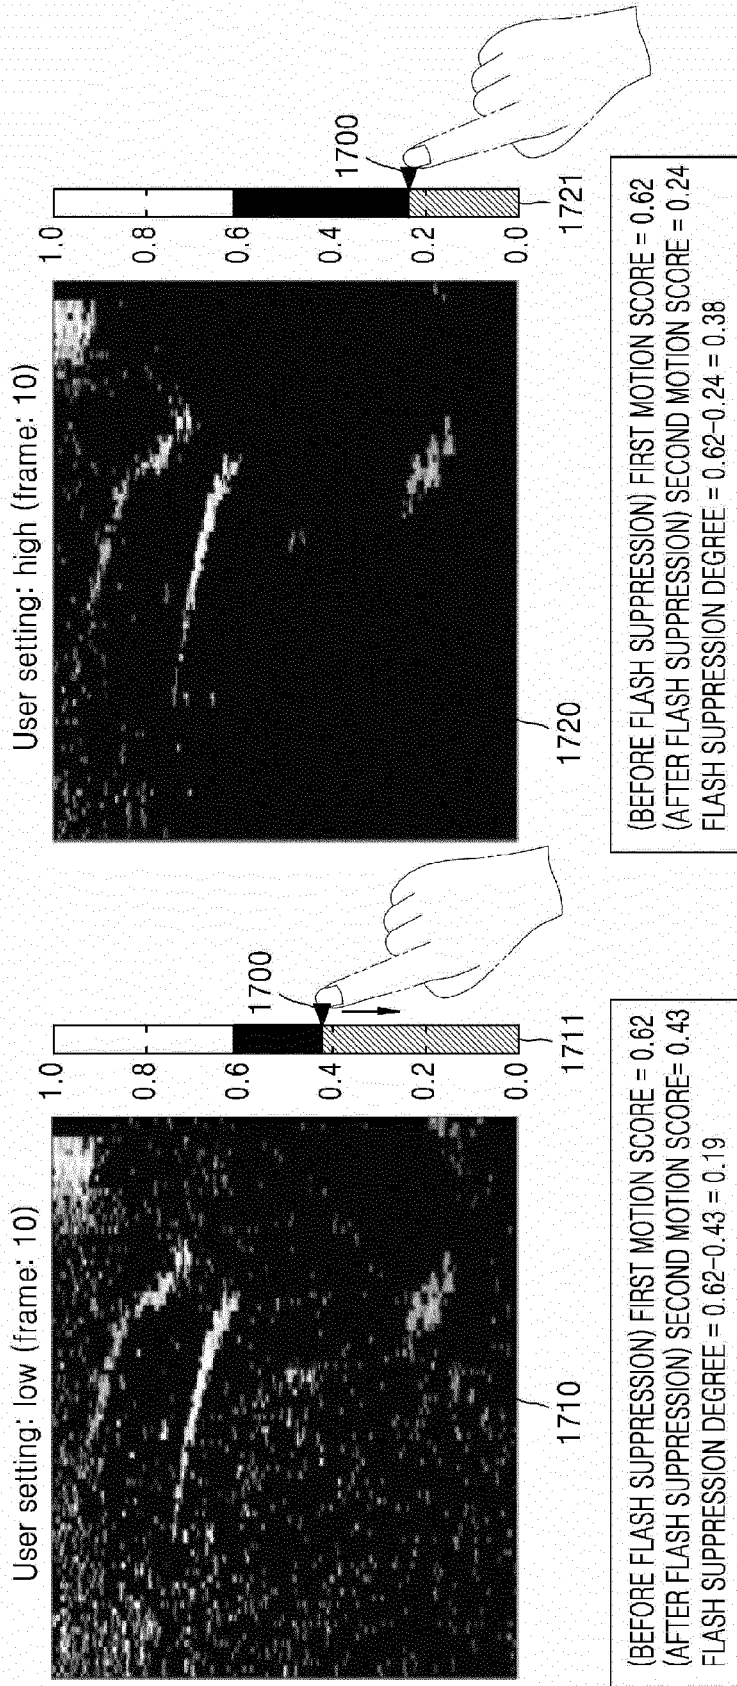 User setting: low (frame: 10)
1.0
0.8
0.6
0.4
0.2
0.0
1700
1710
1711
(BEFORE FLASH SUPPRESSION) FIRST MOTION SCORE = 0.62
(AFTER FLASH SUPPRESSION) SECOND MOTION SCORE= 0.43
FLASH SUPPRESSION DEGREE = 0.62-0.43 = 0.19
User setting: high (frame: 10)
1.0
0.8
0.6
0.4
0.2
0.0
1700
1720
1721
(BEFORE FLASH SUPPRESSION) FIRST MOTION SCORE = 0.62
(AFTER FLASH SUPPRESSION) SECOND MOTION SCORE = 0.24
FLASH SUPPRESSION DEGREE = 0.62-0.24 = 0.38